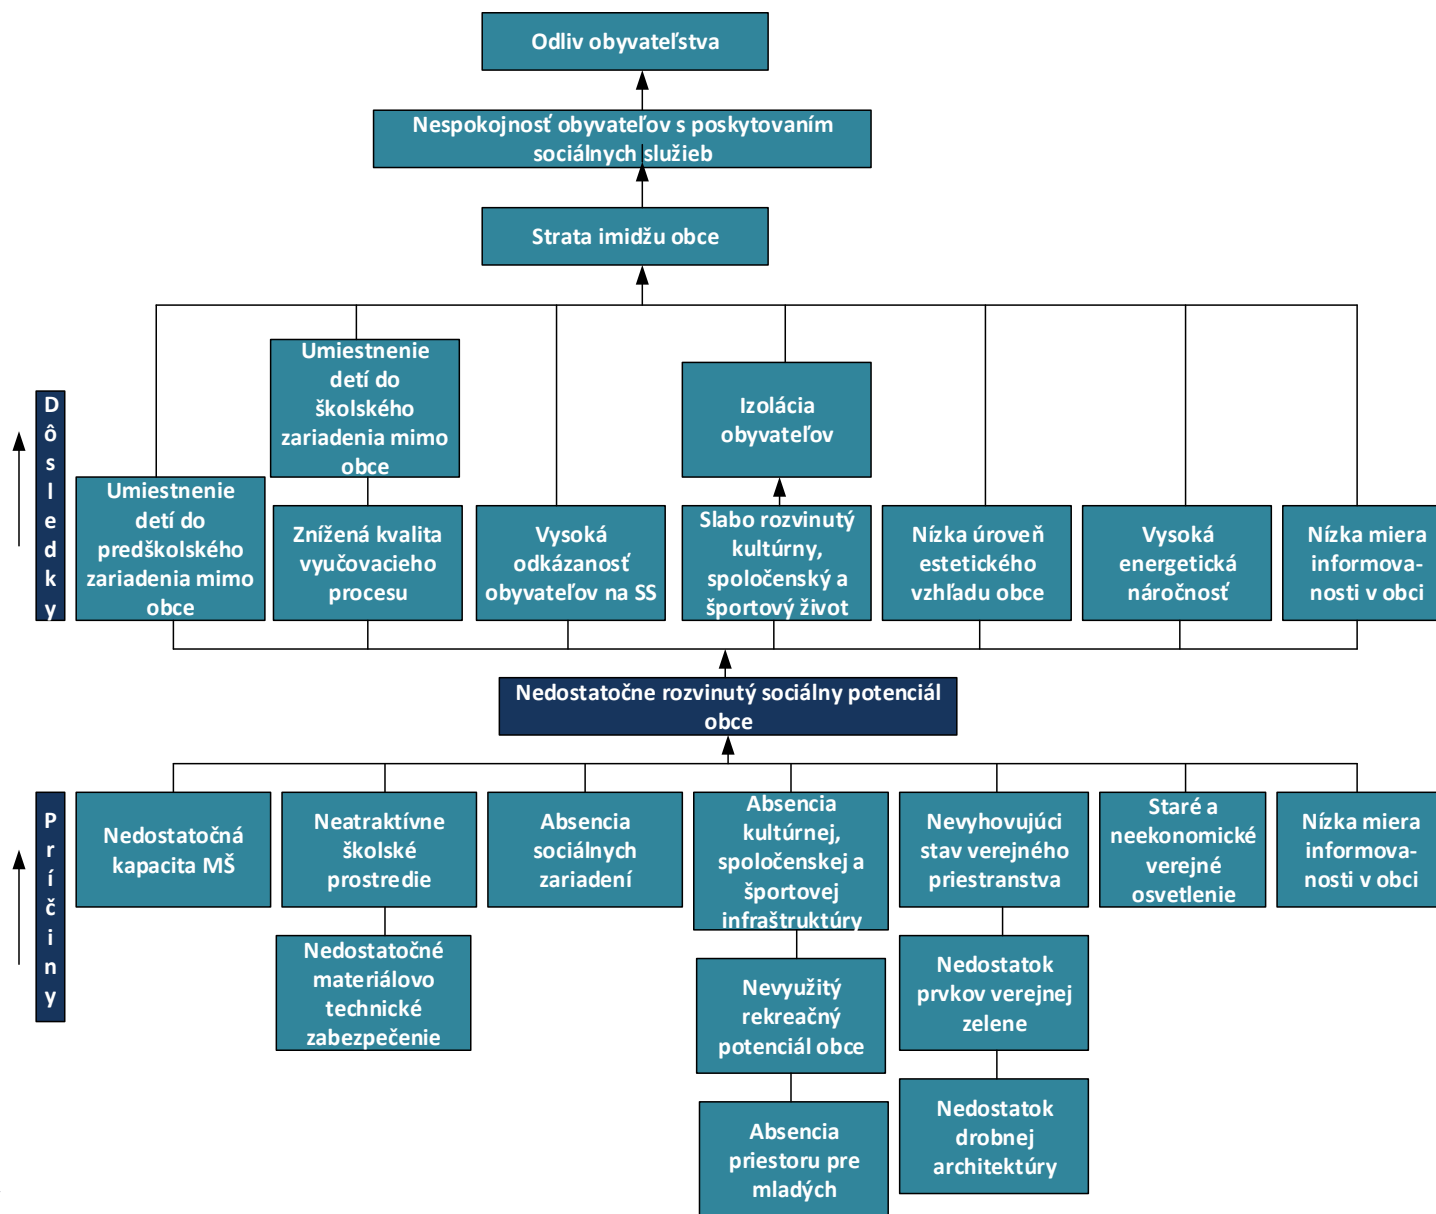 Odliv obyvateľstva
Nespokojnosť obyvateľov s poskytovaním
sociálnych služieb
Strata imidžu obce
Dôsledky
Umiestnenie
detí do
školského
zariadenia mimo
obce
Izolácia
obyvateľov
Umiestnenie
detí do
predškolského
zariadenia mimo
obce
Znížená kvalita
vyučovacieho
procesu
Vysoká
odkázanosť
obyvateľov na SS
Slabo rozvinutý
kultúrny,
spoločenský a
športový život
Nízka úroveň
estetického
vzhľadu obce
Vysoká
energetická
náročnosť
Nízka miera
informova-
nosti v obci
Nedostatočne rozvinutý sociálny potenciál
obce
Príčiny
Nedostatočná
kapacita MŠ
Neatraktívne
školské
prostredie
Absencia
sociálnych
zariadení
Absencia
kultúrnej,
spoločenskej a
športovej
infraštruktúry
Nevyhovujúci
stav verejného
priestranstva
Staré a
neekonomické
verejné
osvetlenie
Nízka miera
informova-
nosti v obci
Nedostatočné
materiálovo
technické
zabezpečenie
Nevyužitý
rekreačný
potenciál obce
Nedostatok
prvkov verejnej
zelene
Absencia
priestoru pre
mladých
Nedostatok
drobnej
architektúry